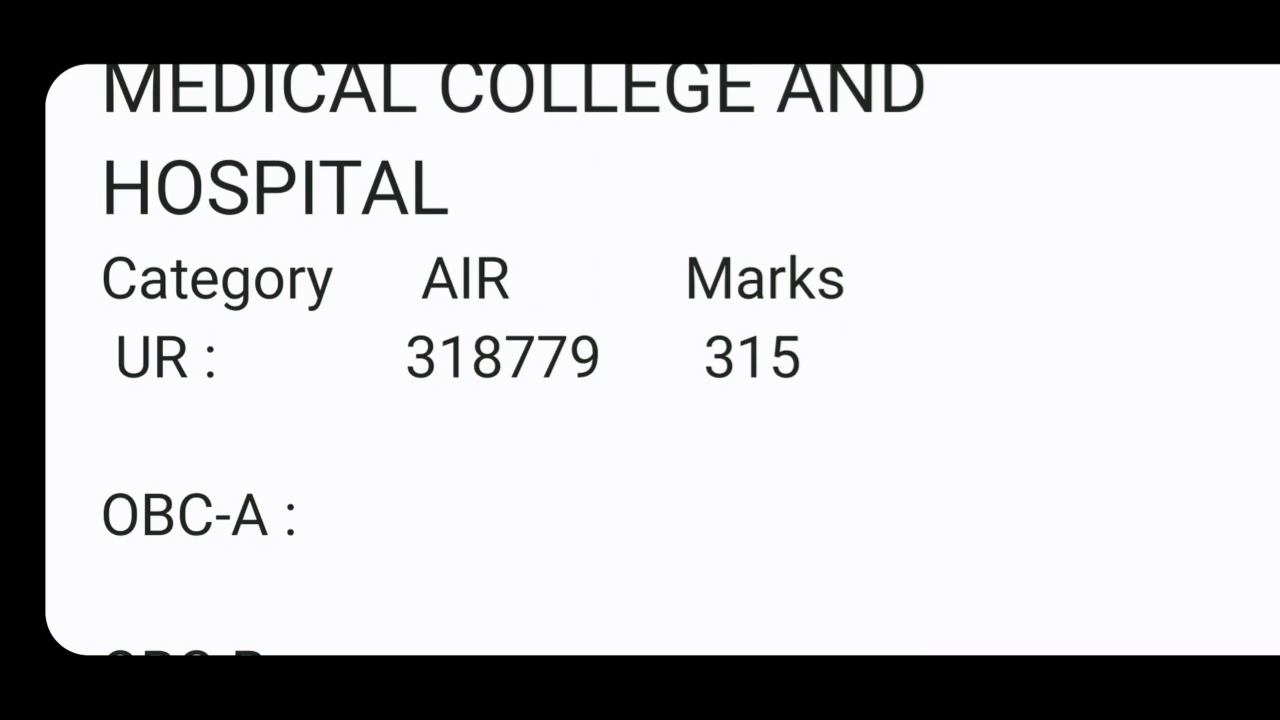 MEDICAL COLLEGE AND
HOSPITAL
Category AIR Marks
UR : 318779 315
OBC-A :